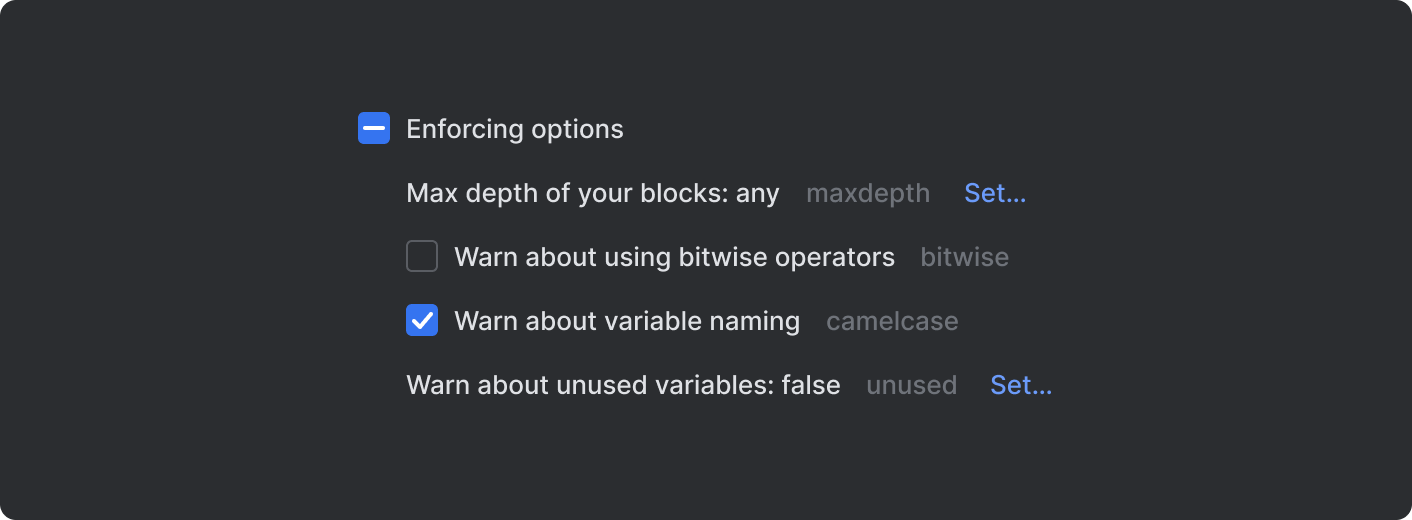 Enforcing options
Max depth of your blocks: any maxdepth Set...
Warn about using bitwise operators bitwise
Warn about variable naming camelcase
Warn about unused variables: false unused Set...